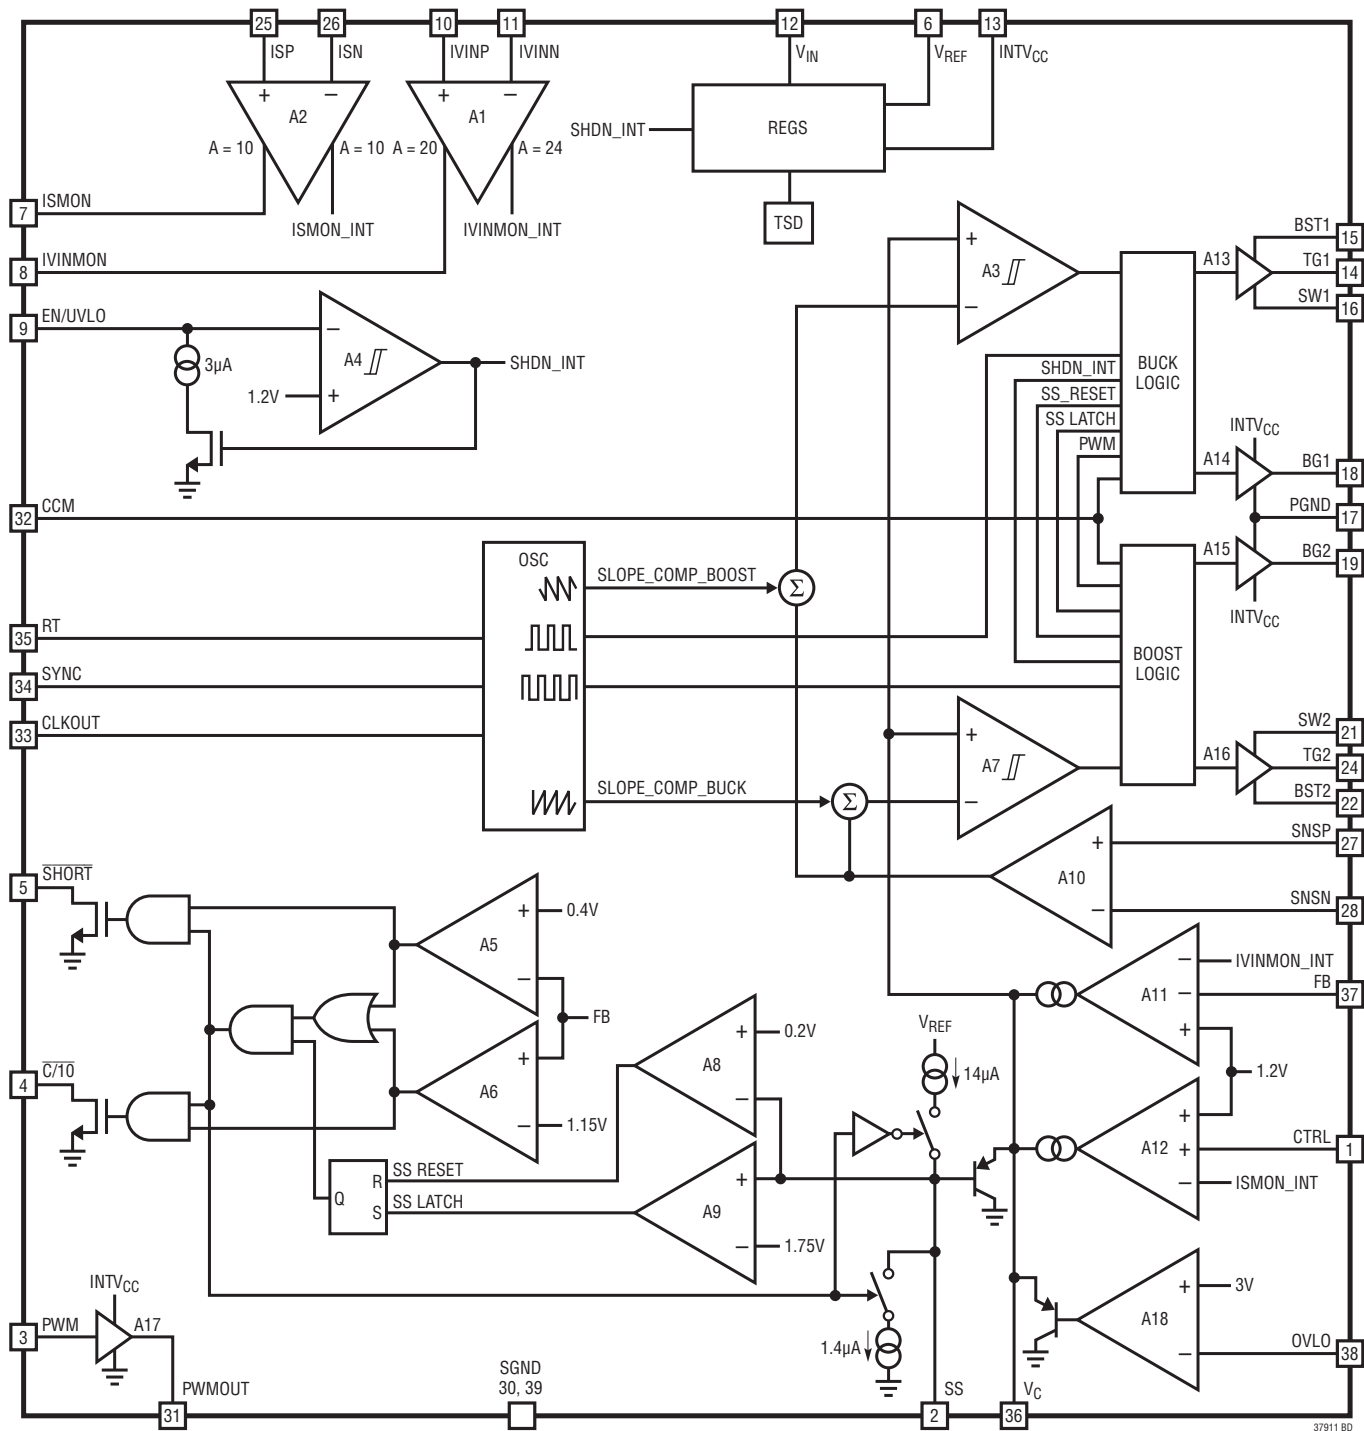 25 26 10 11 12 6 13
ISP ISN IVINP IVINN VIN VREF INTVCC
+ − + −
A2 A1
REGS
SHDN_INT
A = 10 A = 10 A = 20 A = 24
7 ISMON
ISMON_INT IVINMON_INT
TSD
8 IVINMON
9 EN/UVLO
−
A4
3µA
SHDN_INT
1.2V
+
+
A3
−
A13
BST1 15
TG1 14
SW1 16
BUCK
LOGIC
SHDN_INT
SS_RESET
SS LATCH
PWM
INTVCC
A14
BG1 18
32 CCM
PGND 17
A15
BG2 19
INTVCC
OSC
SLOPE_COMP_BOOST
Σ
35 RT
34 SYNC
33 CLKOUT
BOOST
LOGIC
+
A7
−
SLOPE_COMP_BUCK
Σ
A16
SW2 21
TG2 24
BST2 22
SNSP 27
+
A10
−
SNSN 28
5 SHORT
+
0.4V
A5
−
FB
+
A6
−
1.15V
4 C/10
+
0.2V
A8
−
VREF
14µA
−
IVINMON_INT
A11
−
FB 37
+
1.2V
+
A12
+
CTRL 1
−
ISMON_INT
SS RESET
R
Q
SS LATCH
S
+
A9
−
1.75V
+
3V
A18
−
OVLO 38
1.4µA
INTVCC
3 PWM
A17
PWMOUT
31
SGND
30, 39
SS
2
VC
36
37911 BD